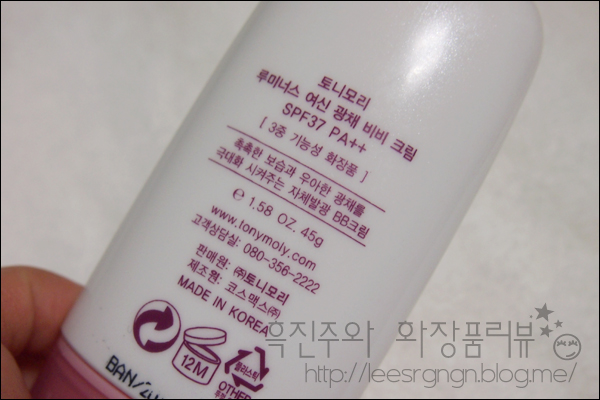 토니모리
루미너스 여신 광채 비비 크림
SPF37 PA++
[ 3중 기능성 화장품 ]
촉촉한 보습과 우아한 광채를
극대화 시켜주는 자체발광 BB크림
℮ 1.58 OZ. 45g
www.tonymoly.com
고객상담실: 080-356-2222
판매원: ㈜토니모리
제조원: 코스맥스㈜
MADE IN KOREA
12M
플라스틱
OTHER
흑진주와 화장품리뷰
http://leesrgngn.blog.me/